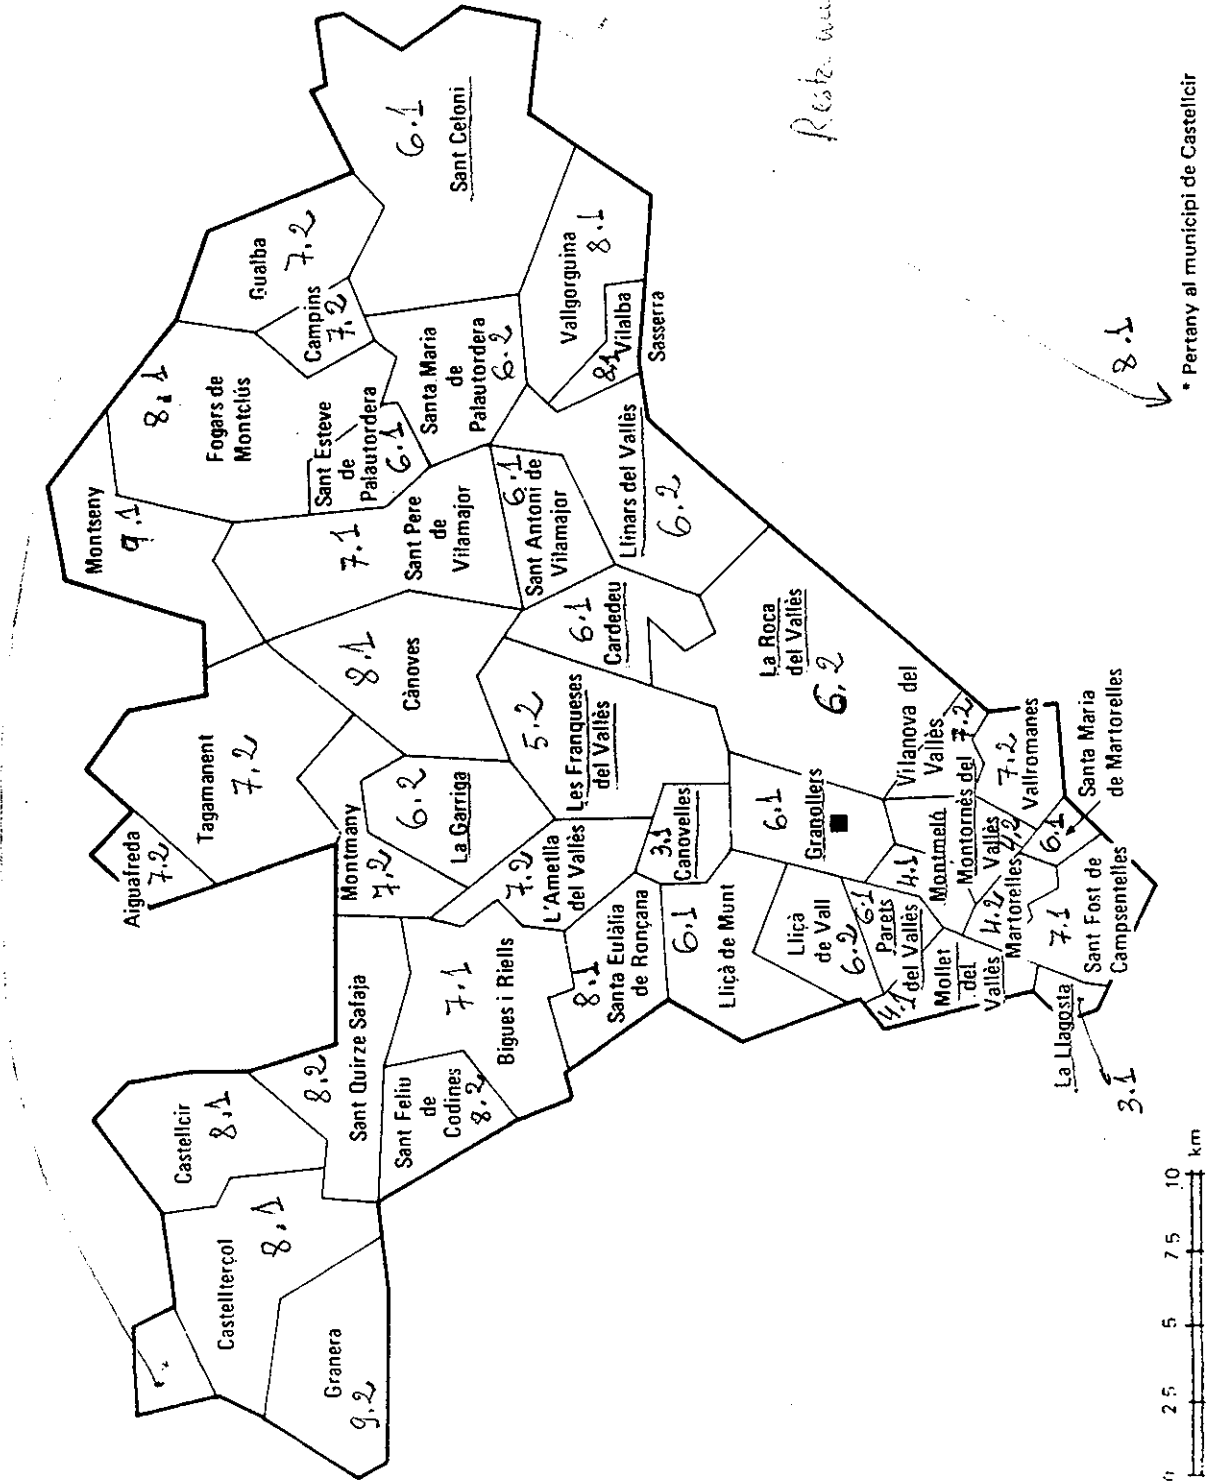 Montseny
9.1
Fogars de
Montclús
8.1
Gualba
7.2
Campins
7.2
Sant Celoni
6.1
Sant Esteve
de
Palautordera
6.1
Santa Maria
de
Palautordera
6.2
Vallgorguina
8.1
Vilalba
Sasserra
8.1
Tagamanent
7.2
Aiguafreda
7.2
7.1
Sant Pere
de
Vilamajor
6.1
Sant Antoni de
Vilamajor
Llinars del Vallès
6.2
8.1
Cànoves
6.1
Cardedeu
Montmany
7.2
6.2
La Garriga
5.2
Les Franqueses
del Vallès
La Roca
del Vallès
6.2
7.2
L'Ametlla
del Vallès
3.1
Canovelles
6.1
Granollers
Vilanova del
Vallès
7.2
Castellcir
8.1
8.2
Sant Quirze Safaja
7.1
Bigues i Riells
8.1
Santa Eulàlia
de Ronçana
6.1
Lliçà de Munt
Lliçà
de Vall
6.2
6.1
Parets
del Vallès
4.1
Montmeló
Montornès del
Vallès
4.2
7.2
Vallromanes
Santa Maria
de Martorelles
6.1
4.2
Martorelles
4.1
Mollet
del
Vallès
7.1
Sant Fost de
Campsentelles
La Llagosta
3.1
Castellterçol
8.1
Sant Feliu
de
Codines
8.2
Granera
9.2
8.1
* Pertany al municipi de Castellcir
0 2 5 5 7 5 10 km